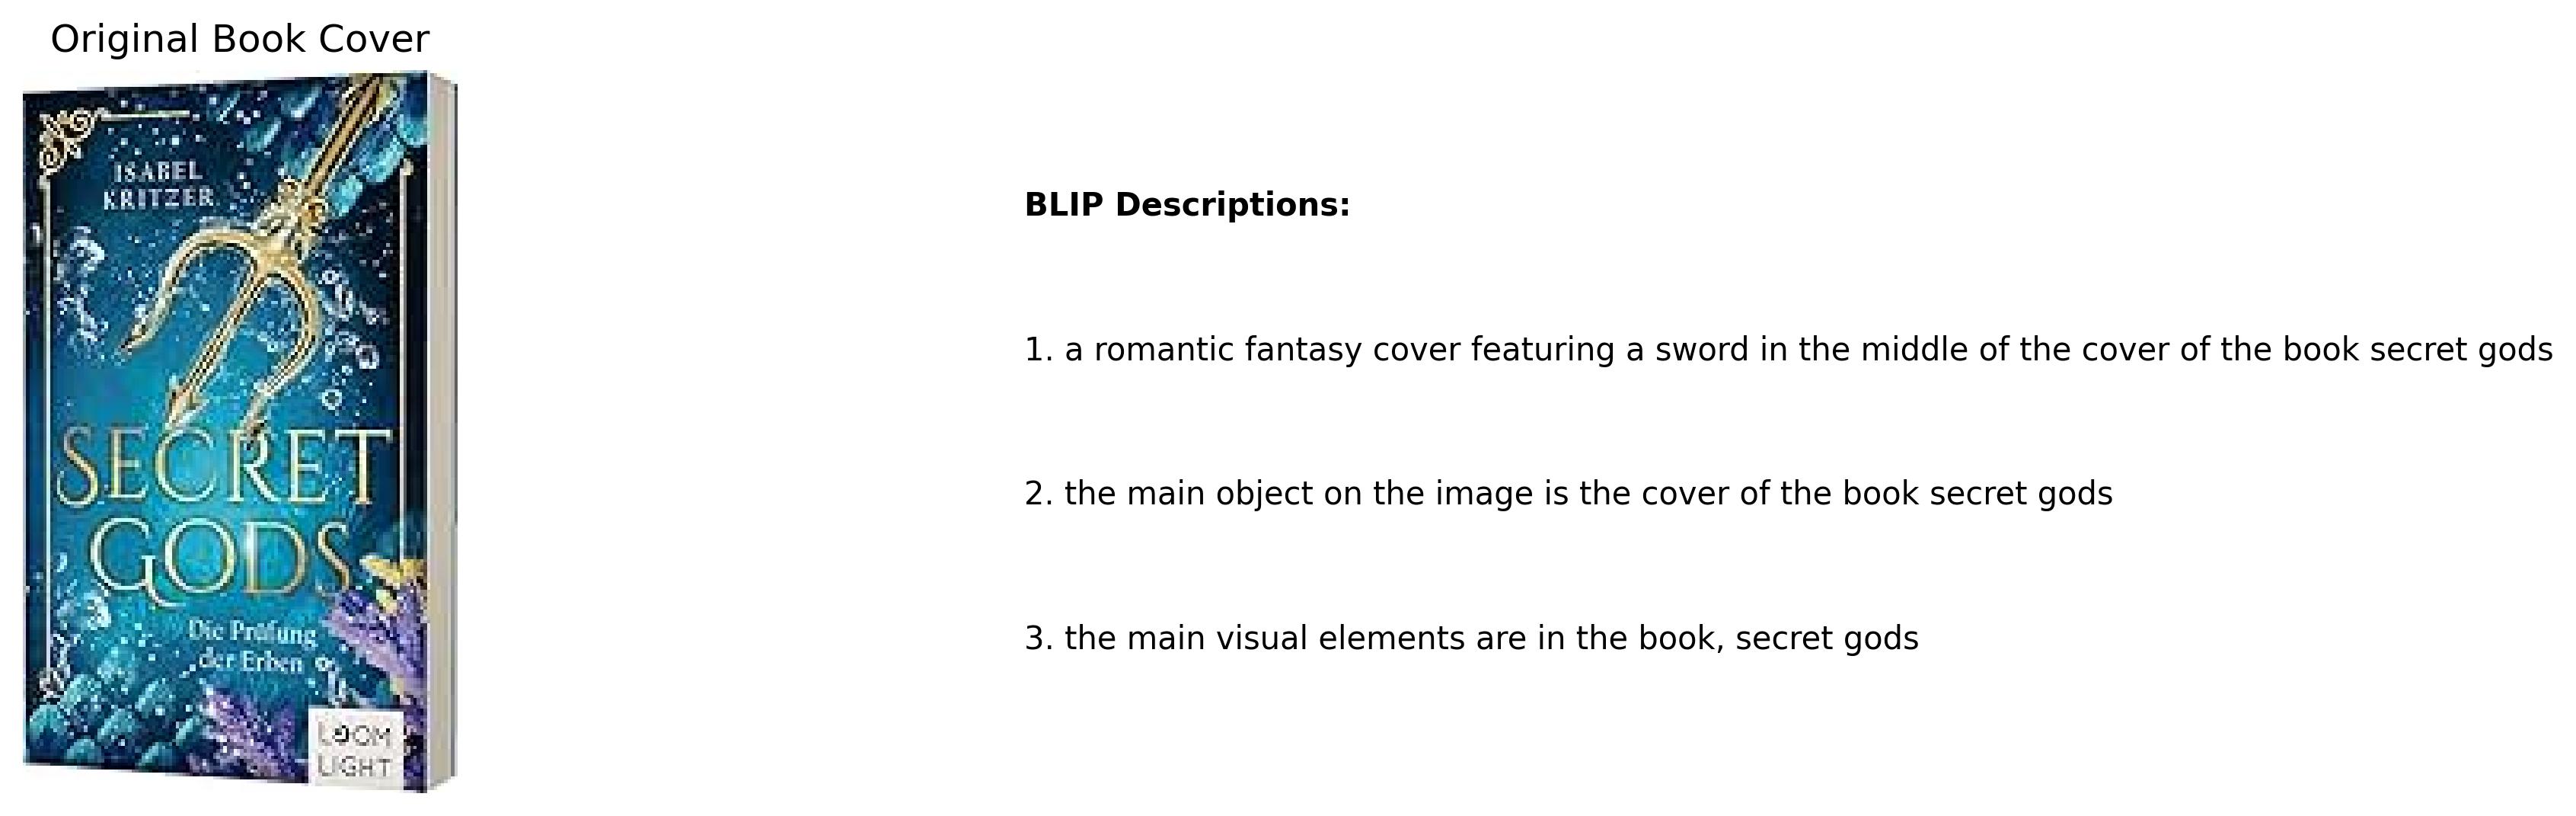 Original Book Cover
ISABEL
KRITZER
SECRET
GODS
Die Prüfung
der Erben
LOOM
LIGHT
BLIP Descriptions:
1. a romantic fantasy cover featuring a sword in the middle of the cover of the book secret gods
2. the main object on the image is the cover of the book secret gods
3. the main visual elements are in the book, secret gods